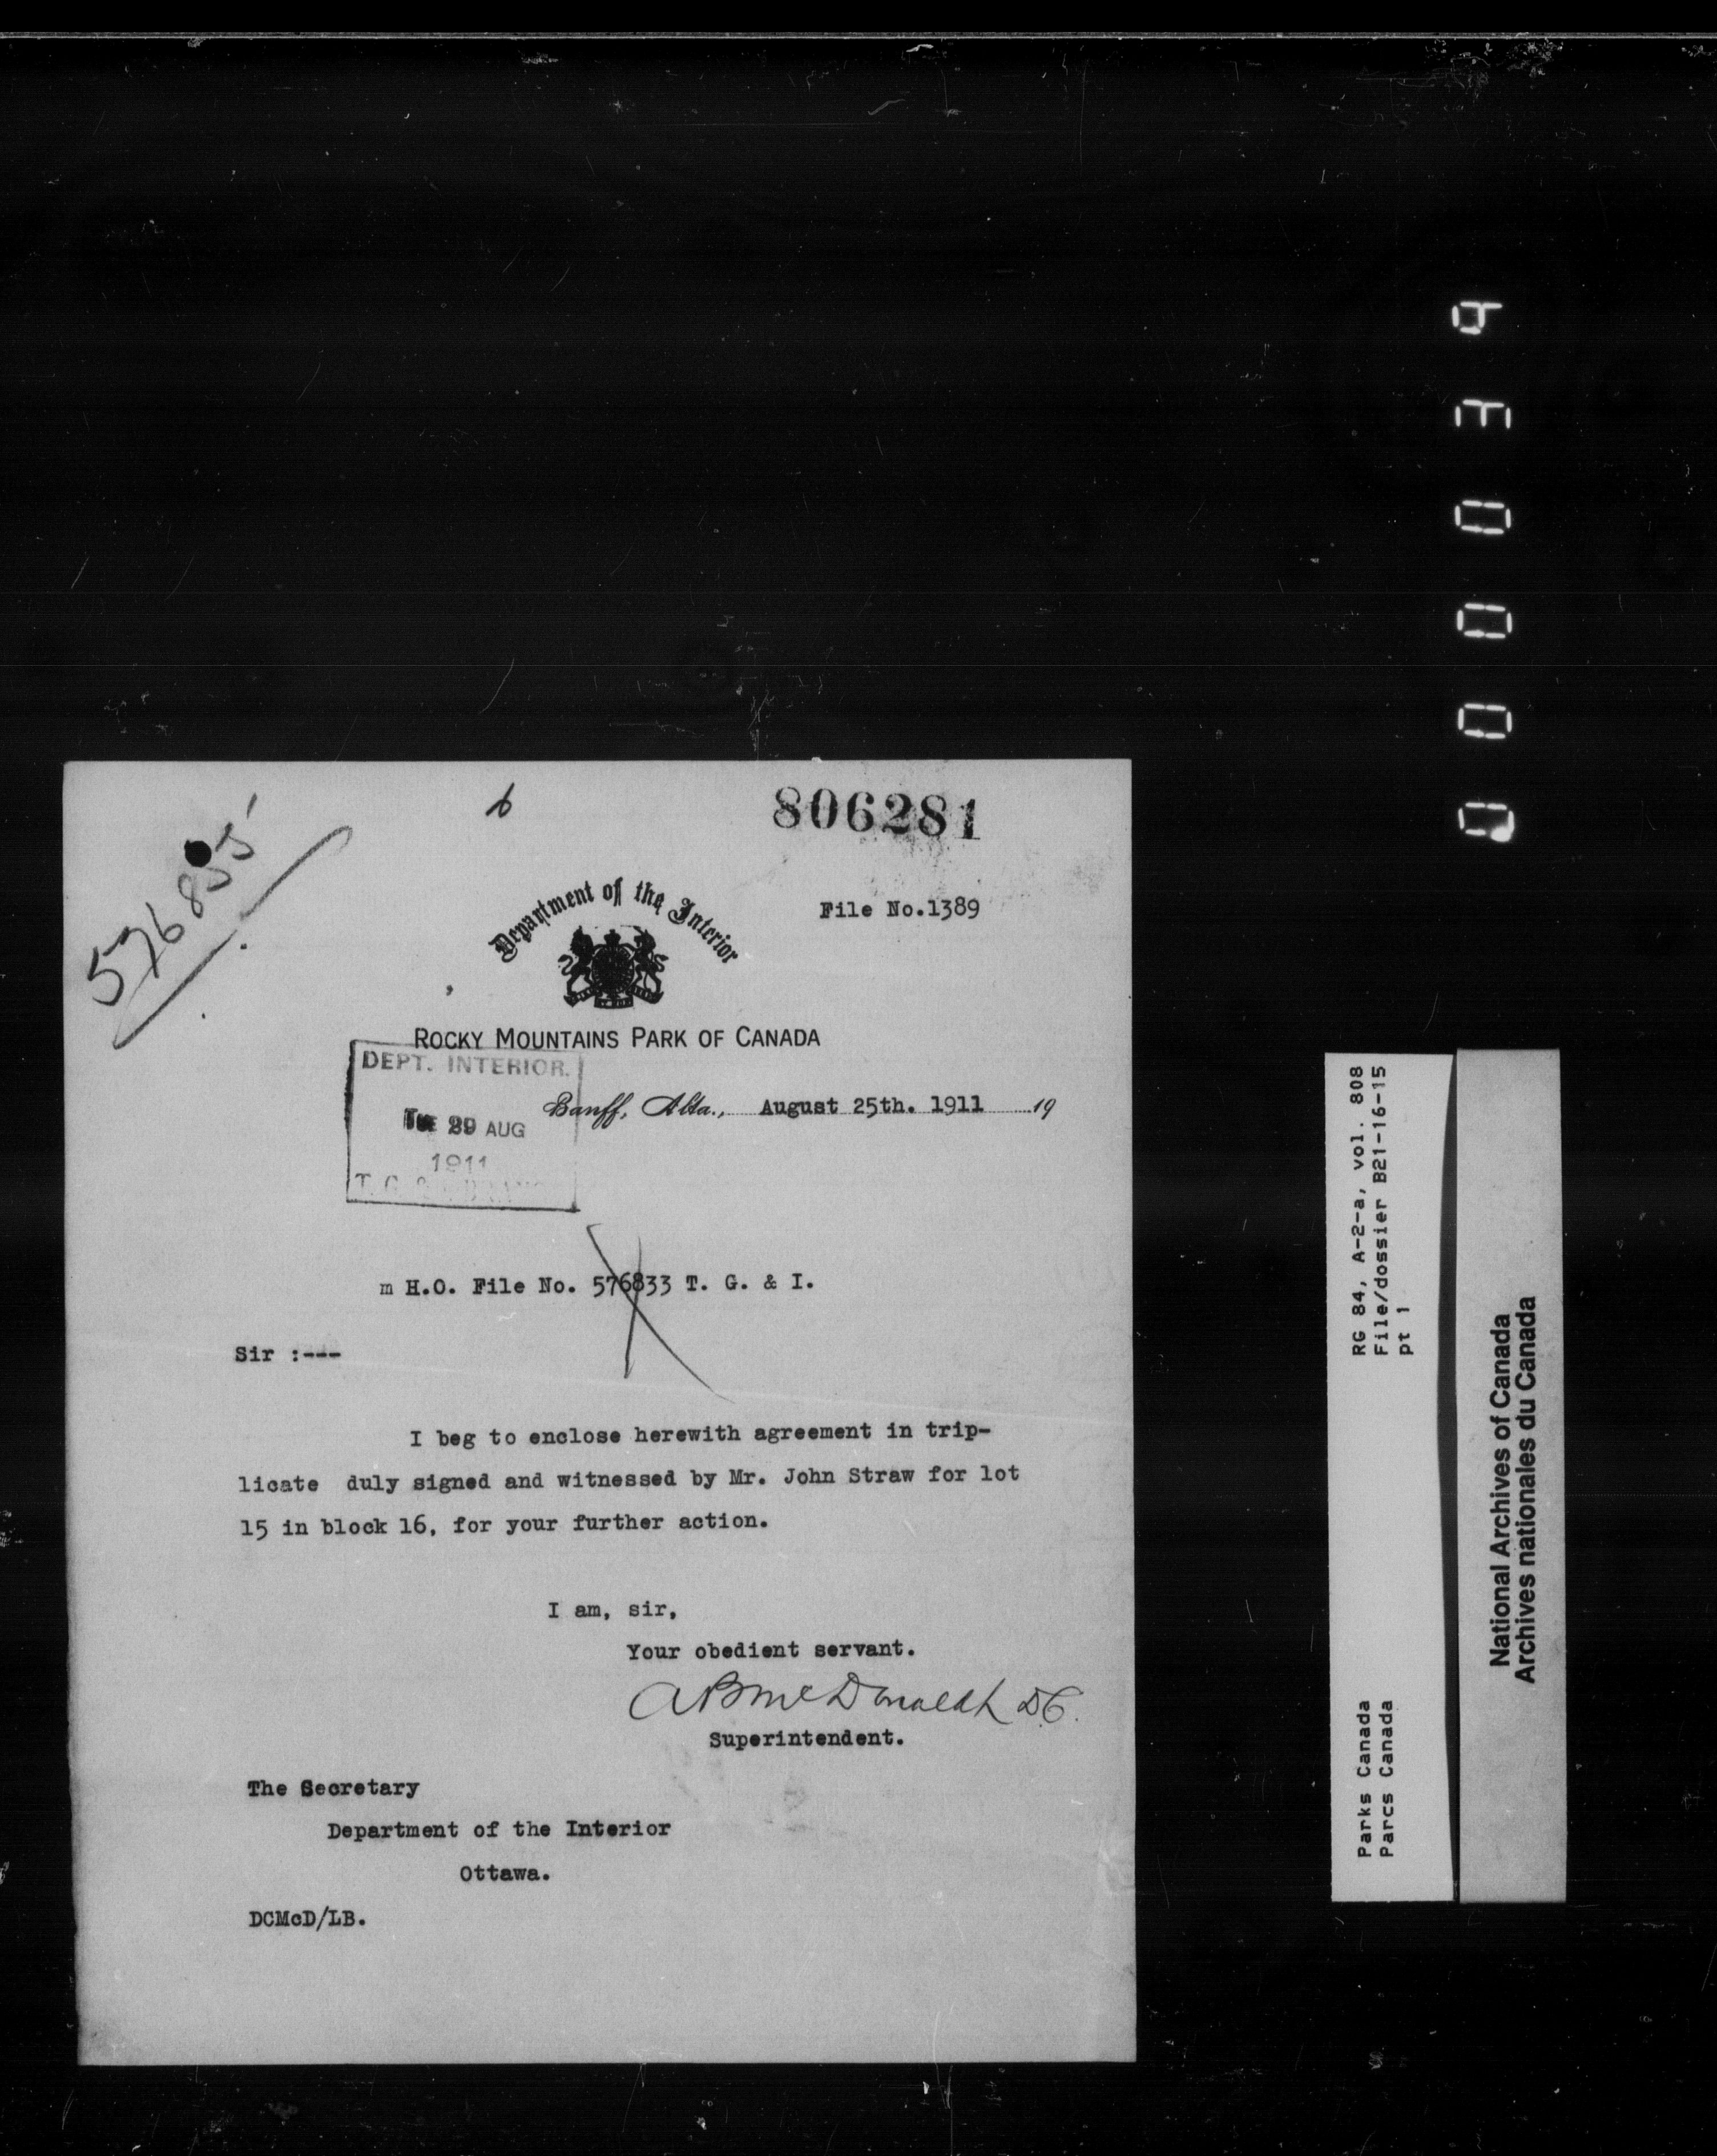 806281
576835
File No.1389
Department of the Interior
ROCKY MOUNTAINS PARK OF CANADA
DEPT. INTERIOR.
Banff, Alta., August 25th. 1911 19
TUE 29 AUG
1911
m H.O. File No. 576833 T. G. & I.
Sir :---
I beg to enclose herewith agreement in trip-
licate duly signed and witnessed by Mr. John Straw for lot
15 in block 16, for your further action.
I am, sir,
Your obedient servant.
Superintendent.
The Secretary
Department of the Interior
Ottawa.
DCMcD/LB.
RG 84, A-2-a, vol. 808
File/dossier B21-16-15
pt 1
Parks Canada
Parcs Canada
National Archives of Canada
Archives nationales du Canada